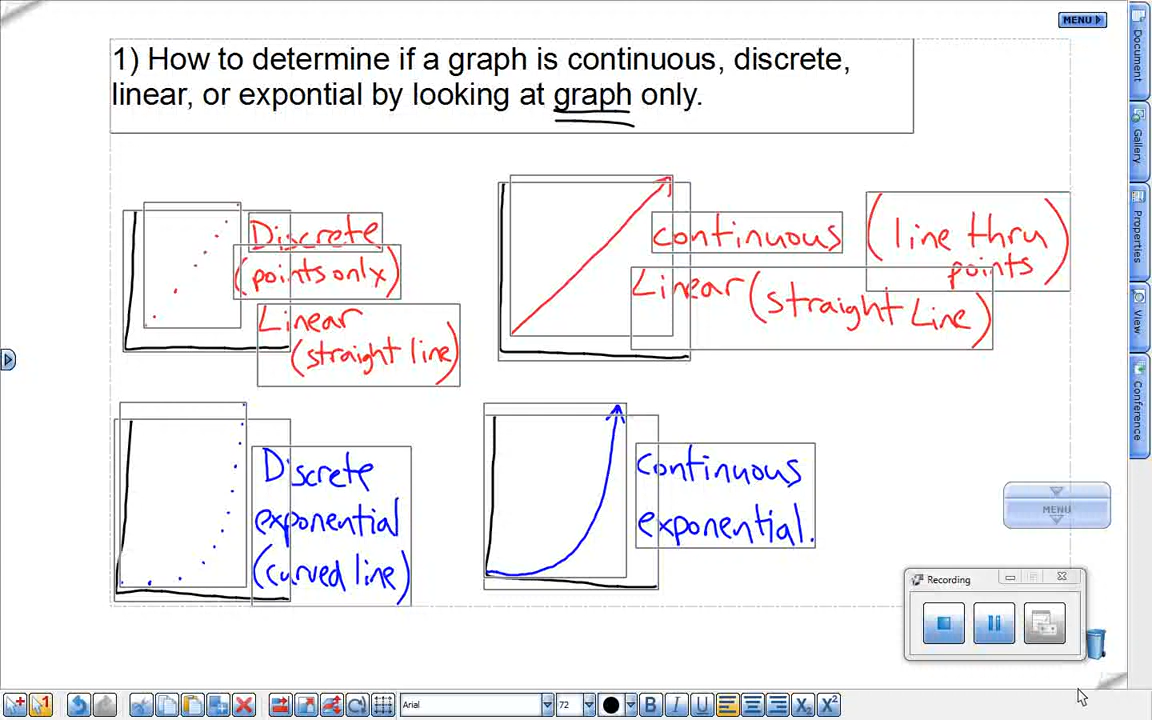 MENU
1) How to determine if a graph is continuous, discrete,
linear, or expontial by looking at graph only.
Discrete
(points only)
Linear
(straight line)
continuous
(line thru
points)
Linear (straight Line)
Discrete
exponential
(curved line)
Continuous
exponential.
MENU
Recording
Document
Gallery
Properties
View
Conference
Arial
72
B I U
X₂ X²